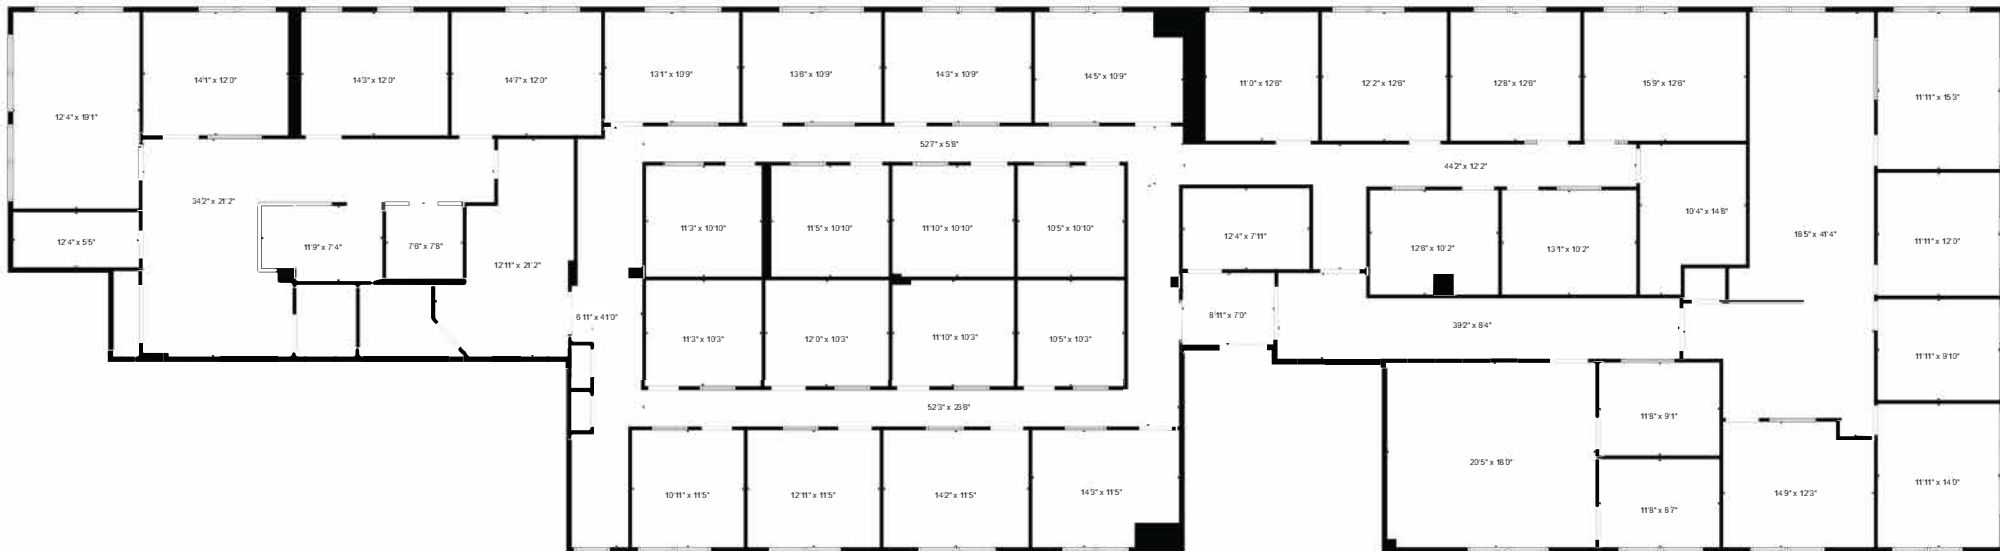 14'1" x 12'0"
14'3" x 12'0"
14'7" x 12'0"
13'1" x 10'9"
13'6" x 10'9"
14'3" x 10'9"
14'5" x 10'9"
11'0" x 12'6"
12'2" x 12'6"
12'8" x 12'6"
15'9" x 12'6"
11'11" x 15'3"
12'4" x 19'1"
52'7" x 5'8"
44'2" x 12'2"
34'2" x 21'2"
10'4" x 14'8"
11'3" x 10'10"
11'5" x 10'10"
11'10" x 10'10"
10'5" x 10'10"
12'4" x 7'11"
18'5" x 41'4"
11'11" x 12'0"
12'4" x 5'5"
11'9" x 7'4"
7'8" x 7'8"
12'6" x 10'2"
13'1" x 10'2"
12'11" x 21'2"
6'11" x 41'0"
8'11" x 7'0"
39'2" x 8'4"
11'3" x 10'3"
12'0" x 10'3"
11'10" x 10'3"
10'5" x 10'3"
11'11" x 9'10"
52'3" x 23'8"
11'8" x 9'1"
20'5" x 18'0"
10'11" x 11'5"
12'11" x 11'5"
14'2" x 11'5"
14'3" x 11'5"
14'9" x 12'3"
11'11" x 14'0"
11'8" x 8'7"